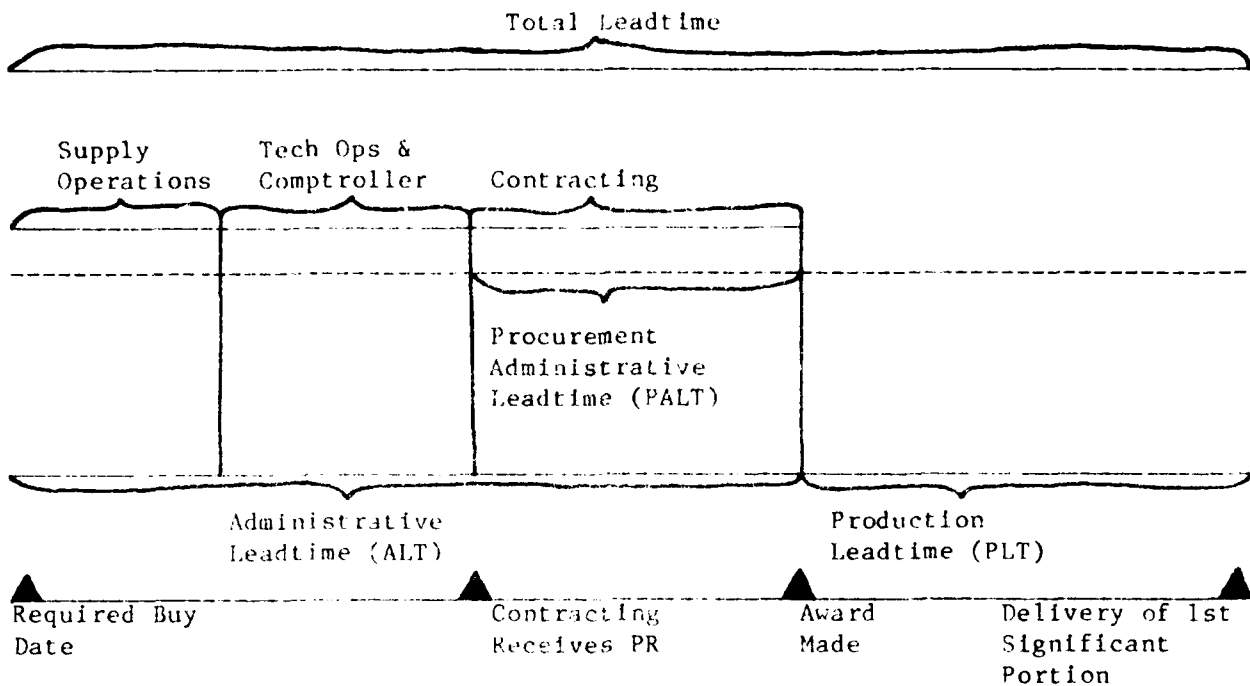 Total Leadtime
Supply
Operations
Tech Ops &
Comptroller
Contracting
Procurement
Administrative
Leadtime (PALT)
Administrative
Leadtime (ALT)
Production
Leadtime (PLT)
Required Buy
Date
Contracting
Receives PR
Award
Made
Delivery of 1st
Significant
Portion